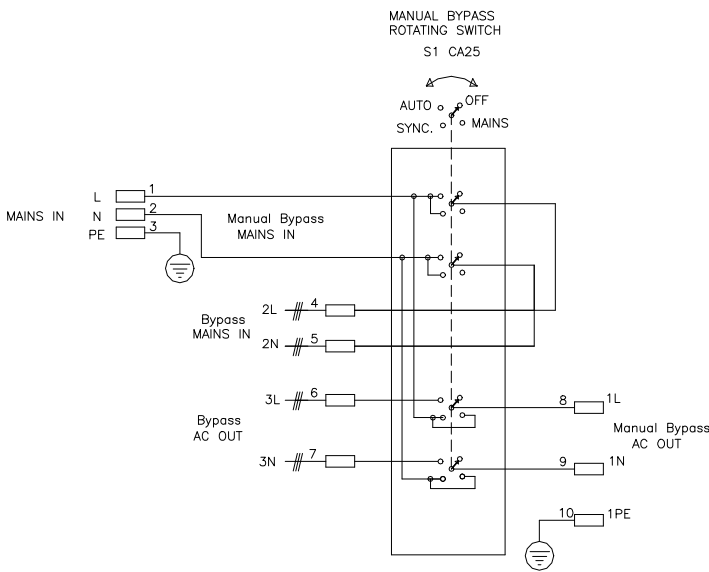 MANUAL BYPASS
ROTATING SWITCH
S1 CA25
AUTO
OFF
SYNC.
MAINS
MAINS IN
L
1
N
2
PE
3
Manual Bypass
MAINS IN
Bypass
MAINS IN
2L
4
2N
5
Bypass
AC OUT
3L
6
3N
7
8
1L
Manual Bypass
AC OUT
9
1N
10
1PE